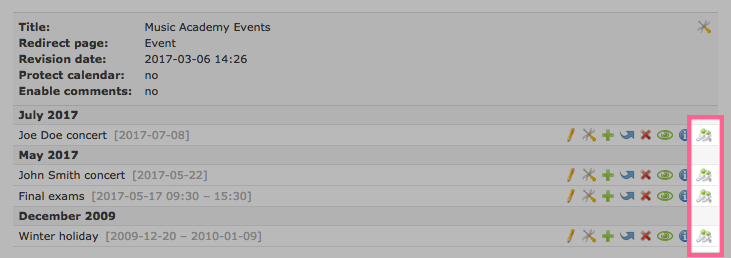 Title: Music Academy Events
Redirect page: Event
Revision date: 2017-03-06 14:26
Protect calendar: no
Enable comments: no
July 2017
Joe Doe concert [2017-07-08]
May 2017
John Smith concert [2017-05-22]
Final exams [2017-05-17 09:30 – 15:30]
December 2009
Winter holiday [2009-12-20 – 2010-01-09]